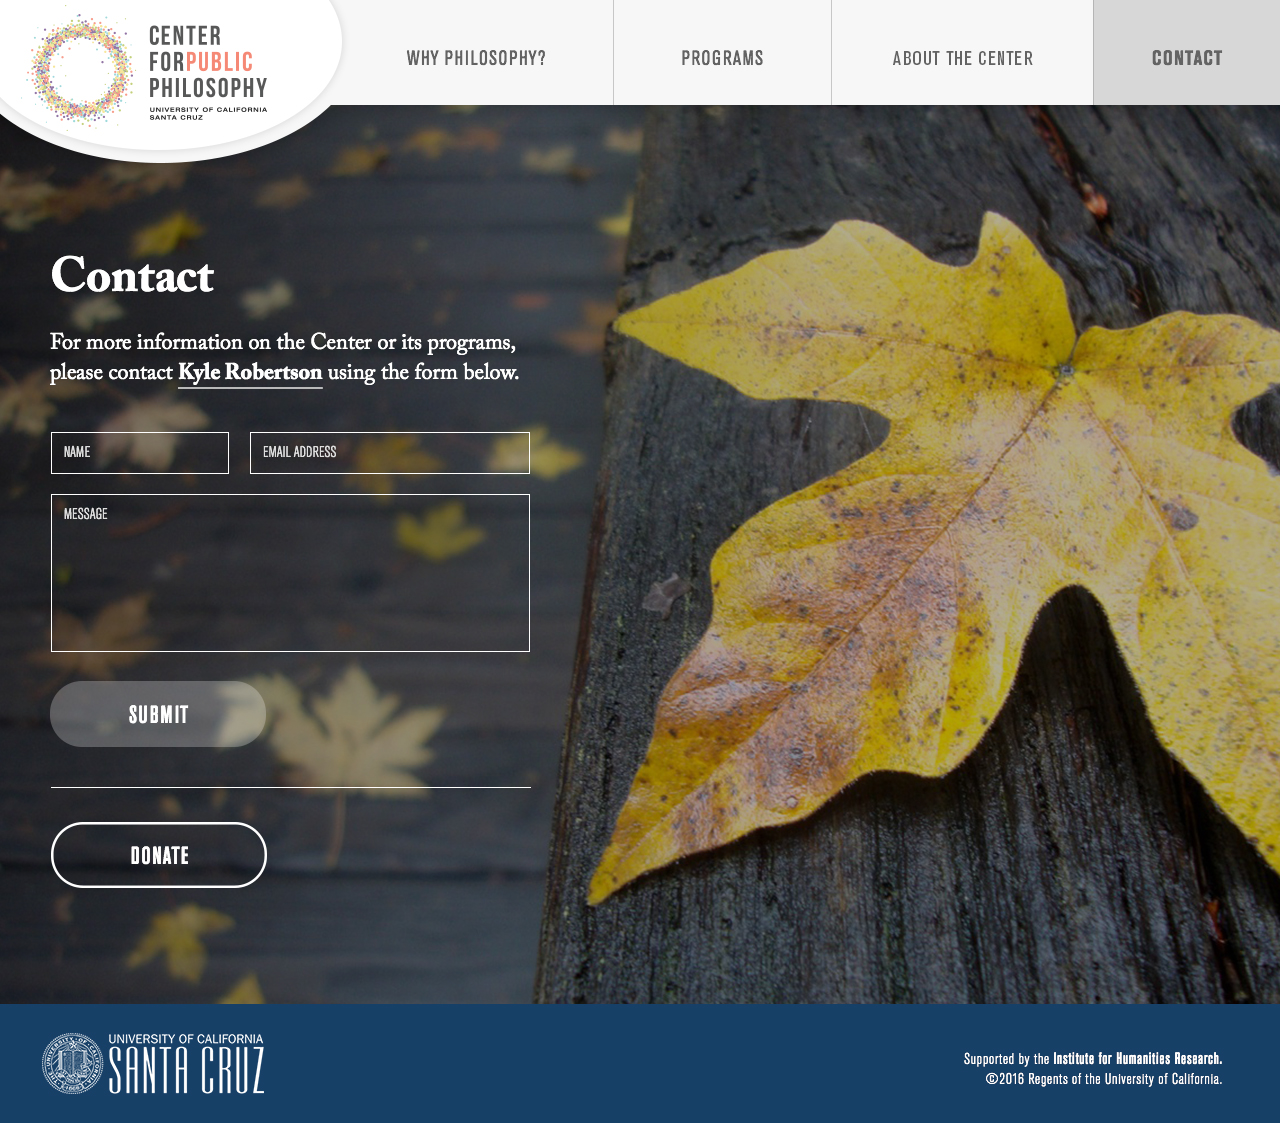 CENTER
FORPUBLIC
PHILOSOPHY
UNIVERSITY OF CALIFORNIA
SANTA CRUZ
WHY PHILOSOPHY?
PROGRAMS
ABOUT THE CENTER
CONTACT
Contact
For more information on the Center or its programs,
please contact Kyle Robertson using the form below.
NAME
EMAIL ADDRESS
MESSAGE
SUBMIT
DONATE
UNIVERSITY OF CALIFORNIA
SANTA CRUZ
Supported by the Institute for Humanities Research.
©2016 Regents of the University of California.